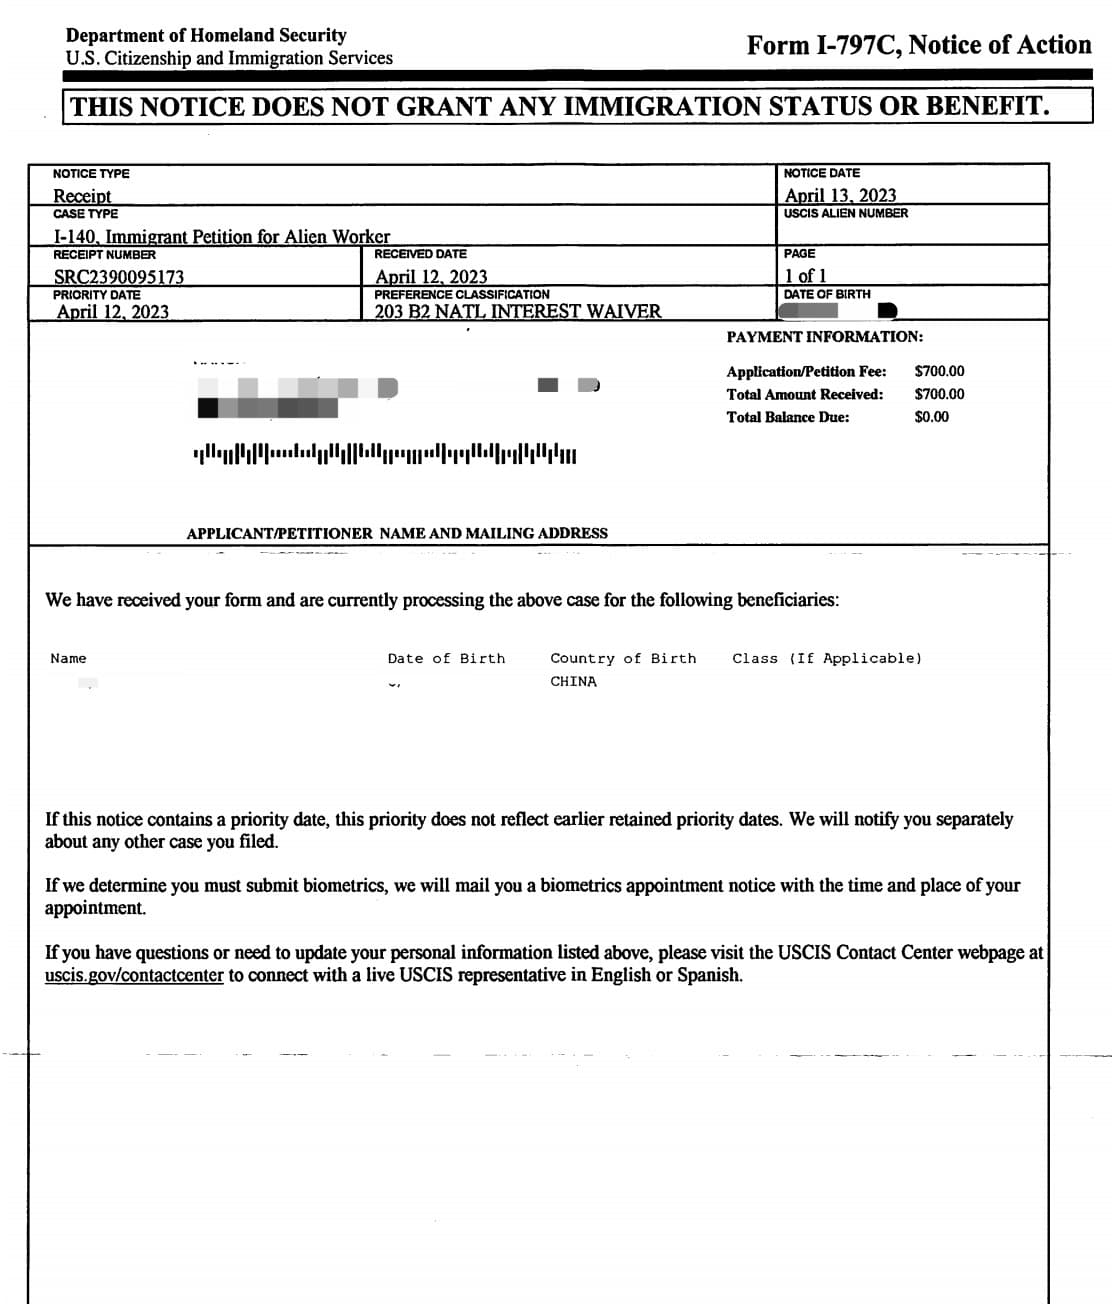 Department of Homeland Security
U.S. Citizenship and Immigration Services
Form I-797C, Notice of Action
THIS NOTICE DOES NOT GRANT ANY IMMIGRATION STATUS OR BENEFIT.
NOTICE TYPE
Receipt
NOTICE DATE
April 13, 2023
CASE TYPE
I-140, Immigrant Petition for Alien Worker
USCIS ALIEN NUMBER
RECEIPT NUMBER
SRC2390095173
RECEIVED DATE
April 12, 2023
PAGE
1 of 1
PRIORITY DATE
April 12, 2023
PREFERENCE CLASSIFICATION
203 B2 NATL INTEREST WAIVER
DATE OF BIRTH
PAYMENT INFORMATION:
Application/Petition Fee: $700.00
Total Amount Received: $700.00
Total Balance Due: $0.00
APPLICANT/PETITIONER NAME AND MAILING ADDRESS
We have received your form and are currently processing the above case for the following beneficiaries:
Name Date of Birth Country of Birth Class (If Applicable)
CHINA
If this notice contains a priority date, this priority does not reflect earlier retained priority dates. We will notify you separately
about any other case you filed.
If we determine you must submit biometrics, we will mail you a biometrics appointment notice with the time and place of your
appointment.
If you have questions or need to update your personal information listed above, please visit the USCIS Contact Center webpage at
uscis.gov/contactcenter to connect with a live USCIS representative in English or Spanish.